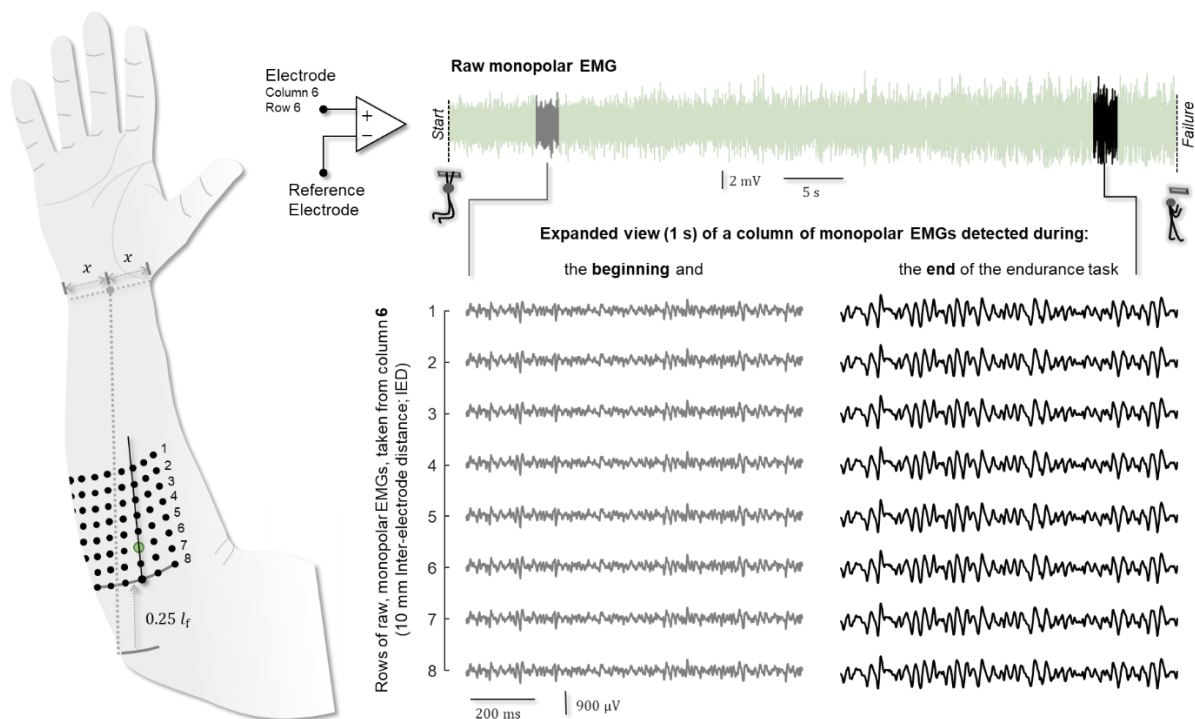 Raw monopolar EMG
Electrode
Column 6
Row 6
+
−
Reference
Electrode
Start
Failure
2 mV
5 s
Expanded view (1 s) of a column of monopolar EMGs detected during:
the beginning and
the end of the endurance task
x
x
1
2
3
4
5
6
7
8
0.25 lf
Rows of raw, monopolar EMGs, taken from column 6
(10 mm Inter-electrode distance; IED)
1
2
3
4
5
6
7
8
200 ms
900 μV